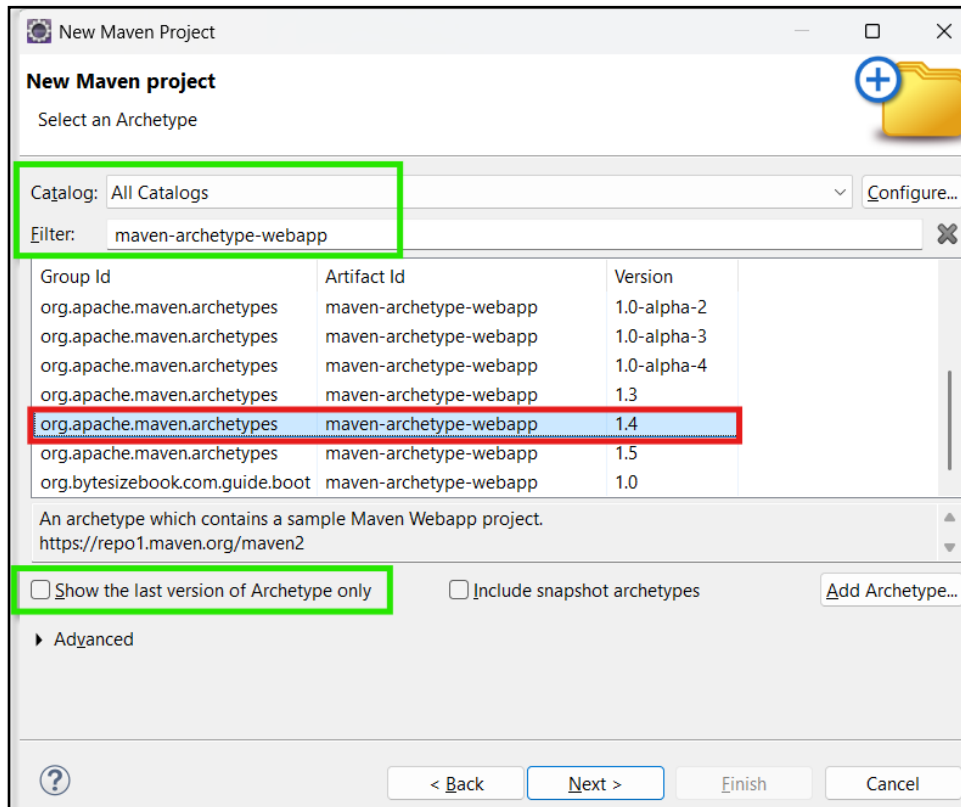 New Maven Project
New Maven project
Select an Archetype
Catalog: All Catalogs Configure...
Filter: maven-archetype-webapp
Group Id Artifact Id Version
org.apache.maven.archetypes maven-archetype-webapp 1.0-alpha-2
org.apache.maven.archetypes maven-archetype-webapp 1.0-alpha-3
org.apache.maven.archetypes maven-archetype-webapp 1.0-alpha-4
org.apache.maven.archetypes maven-archetype-webapp 1.3
org.apache.maven.archetypes maven-archetype-webapp 1.4
org.apache.maven.archetypes maven-archetype-webapp 1.5
org.bytesizebook.com.guide.boot maven-archetype-webapp 1.0
An archetype which contains a sample Maven Webapp project.
https://repo1.maven.org/maven2
Show the last version of Archetype only Include snapshot archetypes Add Archetype...
Advanced
? < Back Next > Finish Cancel